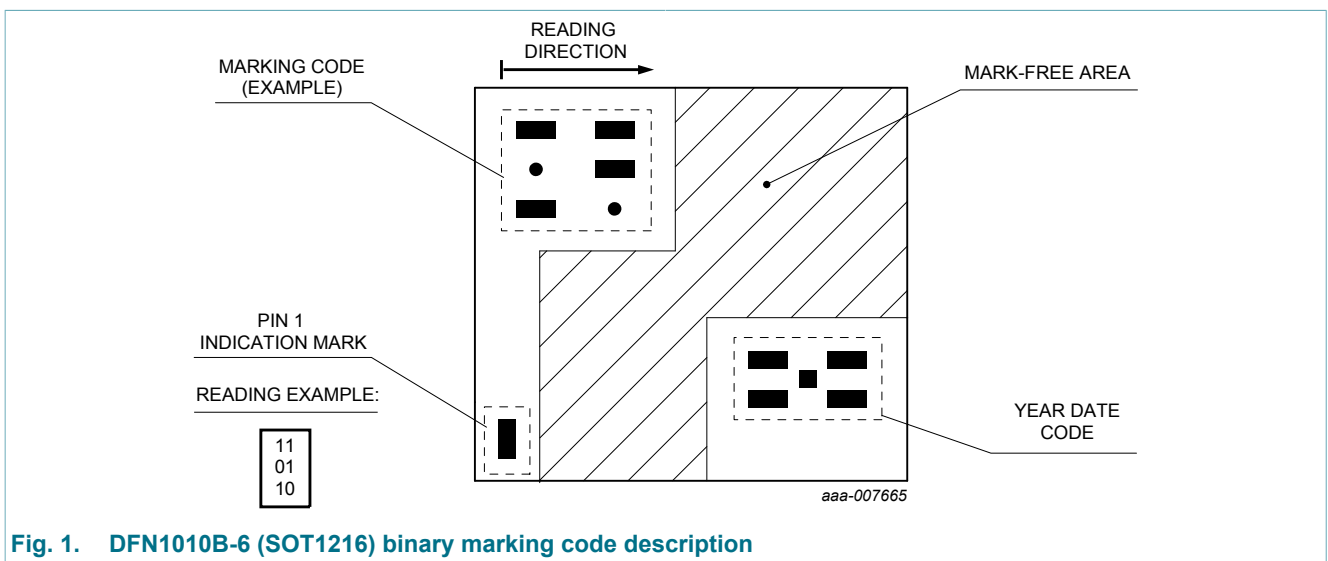 READING
DIRECTION
MARKING CODE
(EXAMPLE)
MARK-FREE AREA
PIN 1
INDICATION MARK
READING EXAMPLE:
11
01
10
YEAR DATE
CODE
aaa-007665
Fig. 1. DFN1010B-6 (SOT1216) binary marking code description